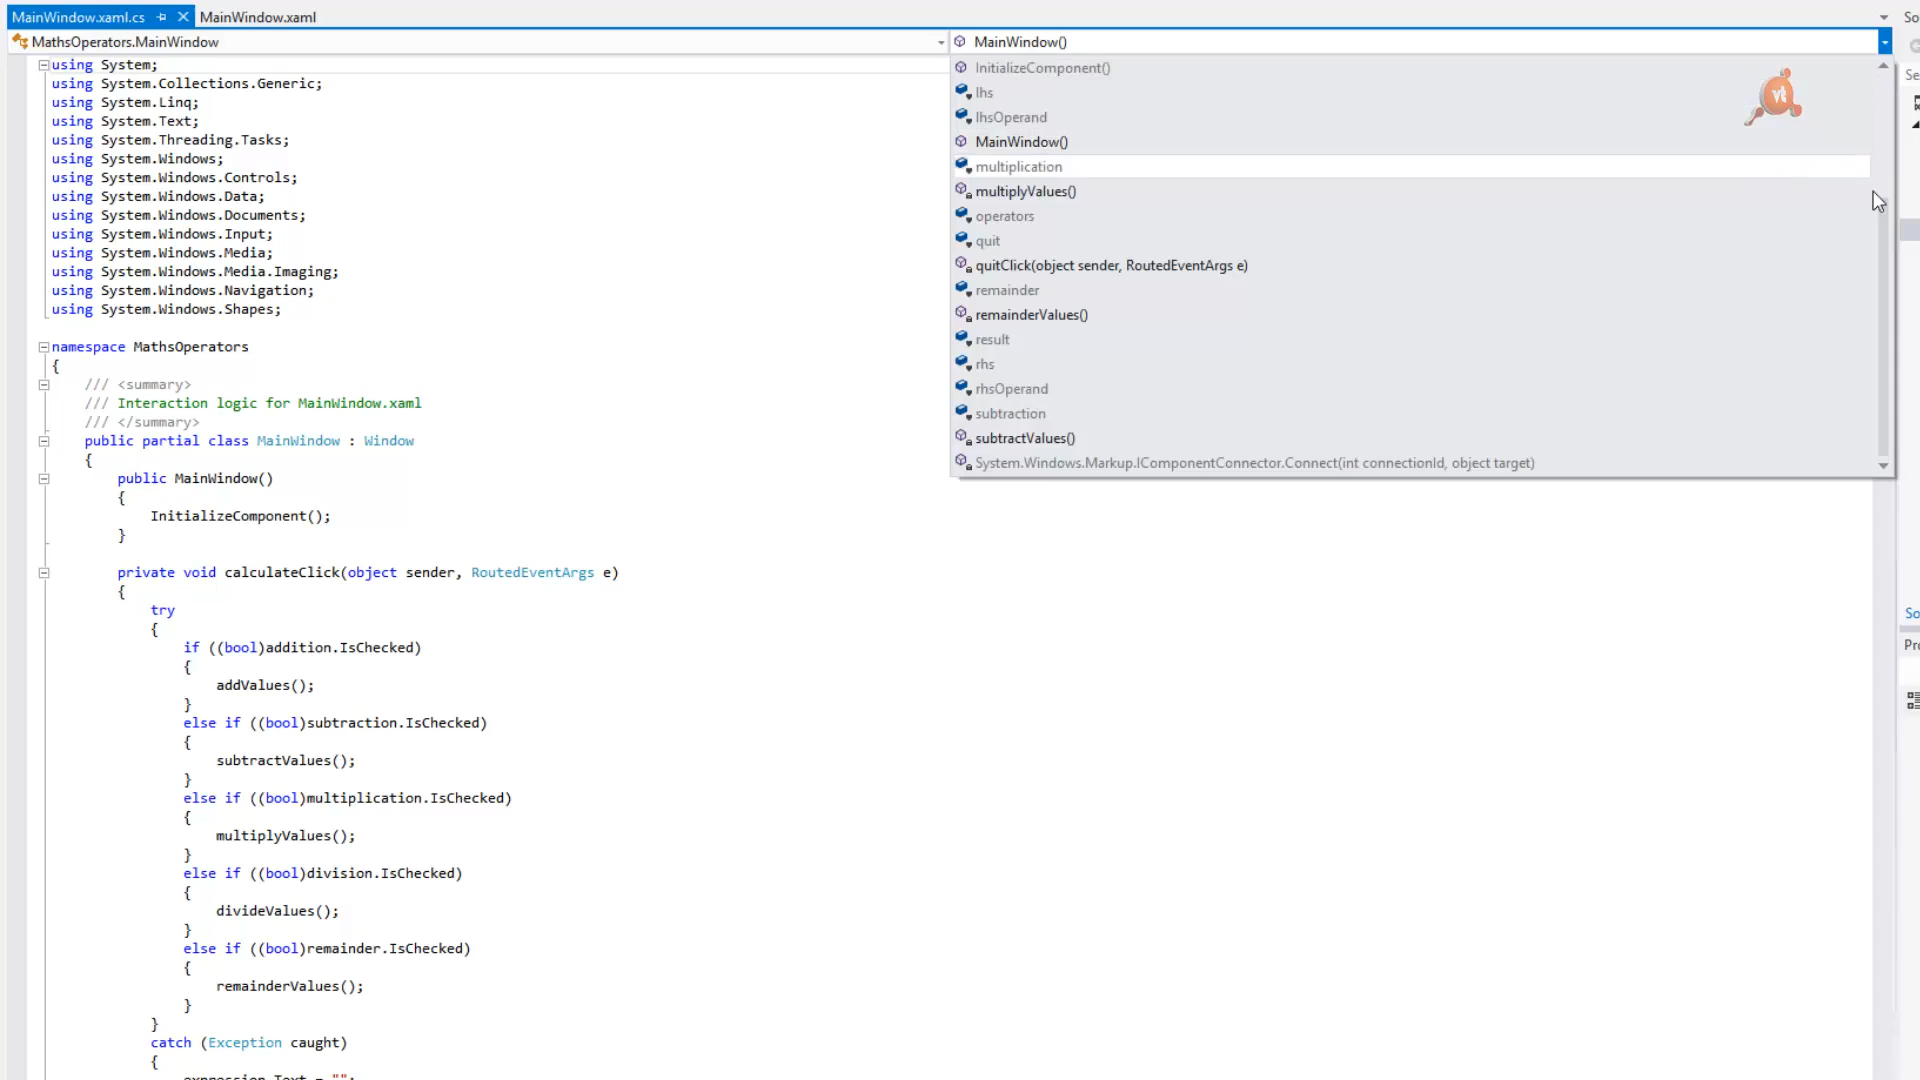 MainWindow.xaml.cs
MainWindow.xaml
So
MathsOperators.MainWindow
MainWindow()
using System;
using System.Collections.Generic;
using System.Linq;
using System.Text;
using System.Threading.Tasks;
using System.Windows;
using System.Windows.Controls;
using System.Windows.Data;
using System.Windows.Documents;
using System.Windows.Input;
using System.Windows.Media;
using System.Windows.Media.Imaging;
using System.Windows.Navigation;
using System.Windows.Shapes;
namespace MathsOperators
{
/// <summary>
/// Interaction logic for MainWindow.xaml
/// </summary>
public partial class MainWindow : Window
{
public MainWindow()
{
InitializeComponent();
}
private void calculateClick(object sender, RoutedEventArgs e)
{
try
{
if ((bool)addition.IsChecked)
{
addValues();
}
else if ((bool)subtraction.IsChecked)
{
subtractValues();
}
else if ((bool)multiplication.IsChecked)
{
multiplyValues();
}
else if ((bool)division.IsChecked)
{
divideValues();
}
else if ((bool)remainder.IsChecked)
{
remainderValues();
}
}
catch (Exception caught)
{
expression.Text = "";
InitializeComponent()
lhs
lhsOperand
MainWindow()
multiplication
multiplyValues()
operators
quit
quitClick(object sender, RoutedEventArgs e)
remainder
remainderValues()
result
rhs
rhsOperand
subtraction
subtractValues()
System.Windows.Markup.IComponentConnector.Connect(int connectionId, object target)
vt
Se
So
Pro